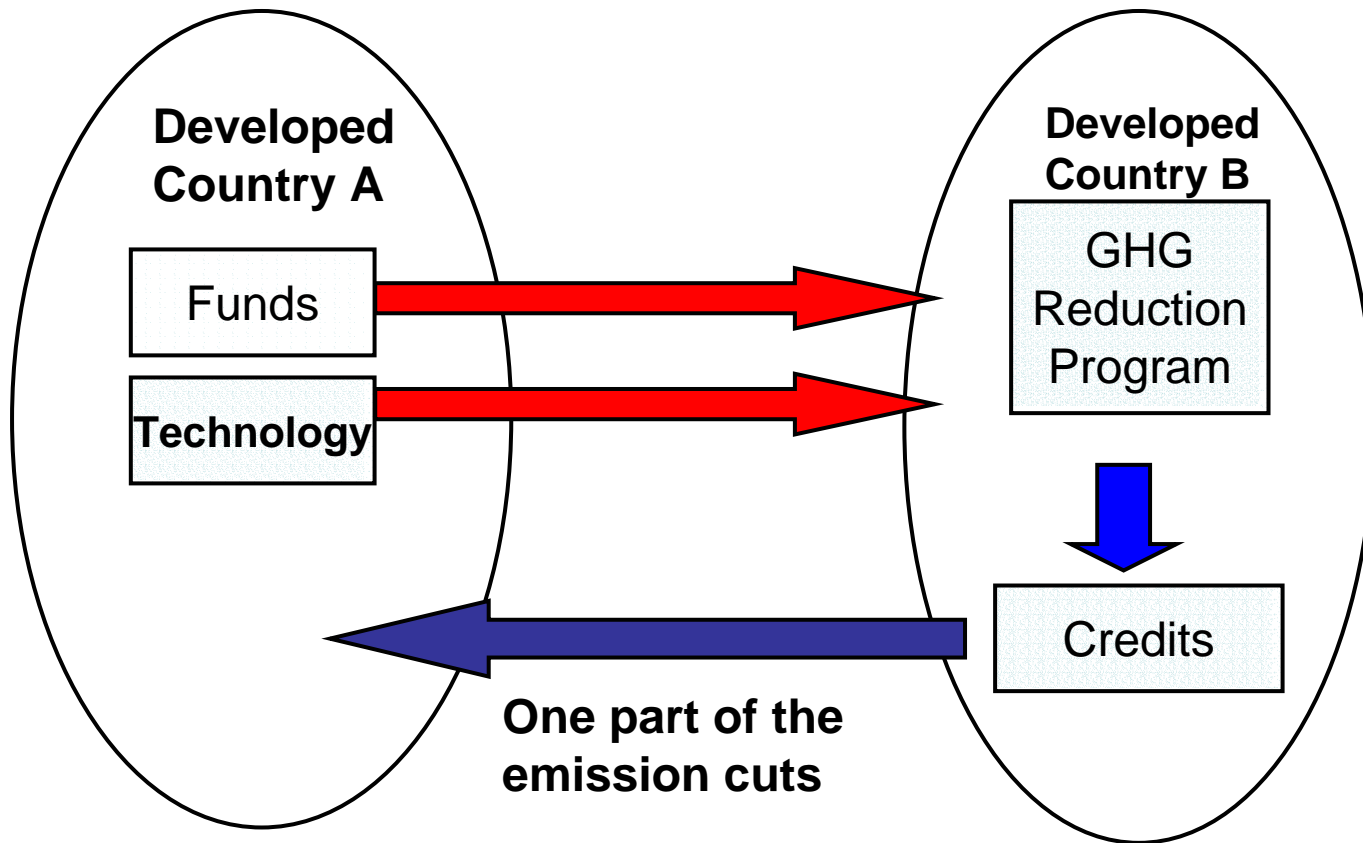 Developed
Country A
Funds
Technology
Developed
Country B
GHG
Reduction
Program
Credits
One part of the
emission cuts